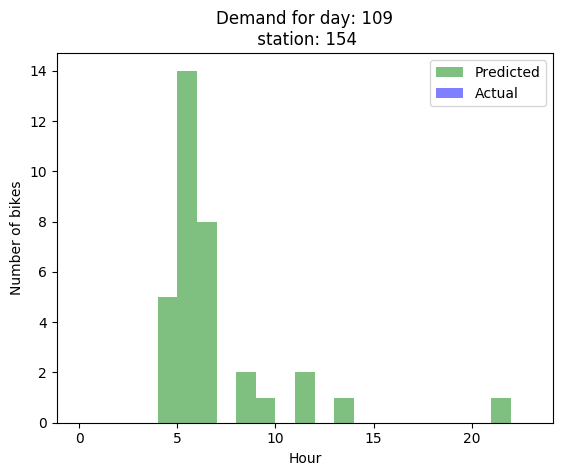 Demand for day: 109
station: 154
Predicted
Actual
Number of bikes
14
12
10
8
6
4
2
0
0
5
10
15
20
Hour